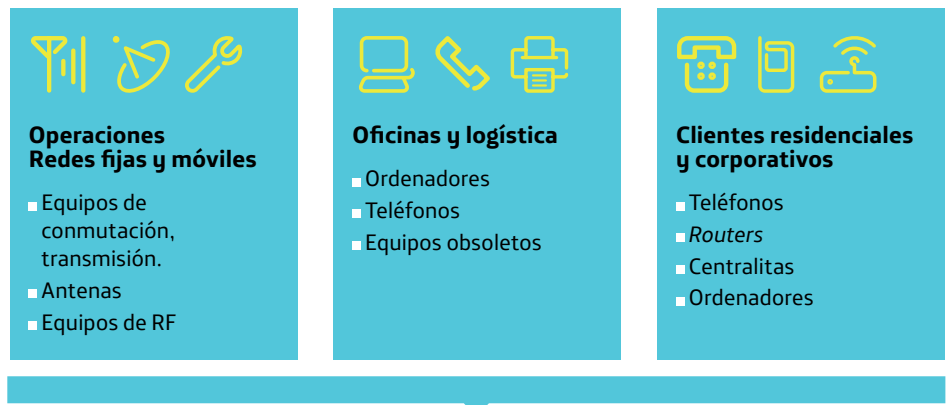 Operaciones
Redes fijas y móviles
Equipos de
conmutación,
transmisión.
Antenas
Equipos de RF
Oficinas y logística
Ordenadores
Teléfonos
Equipos obsoletos
Clientes residenciales
y corporativos
Teléfonos
Routers
Centralitas
Ordenadores